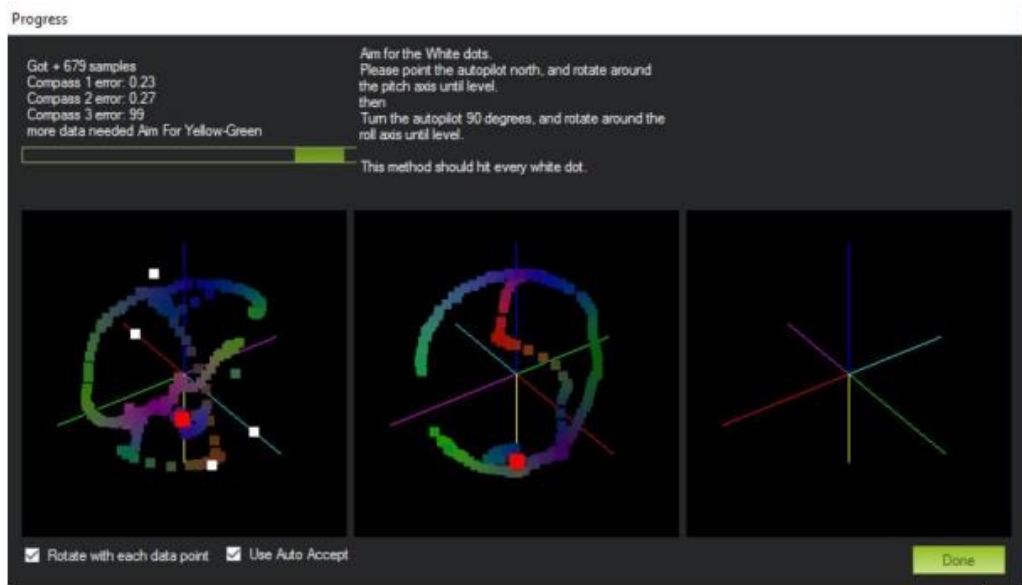 Progress
Got + 679 samples
Compass 1 error: 0.23
Compass 2 error: 0.27
Compass 3 error: 99
more data needed Aim For Yellow-Green
Aim for the White dots.
Please point the autopilot north, and rotate around
the pitch axis until level.
then
Turn the autopilot 90 degrees, and rotate around the
roll axis until level.
This method should hit every white dot.
Rotate with each data point
Use Auto Accept
Done